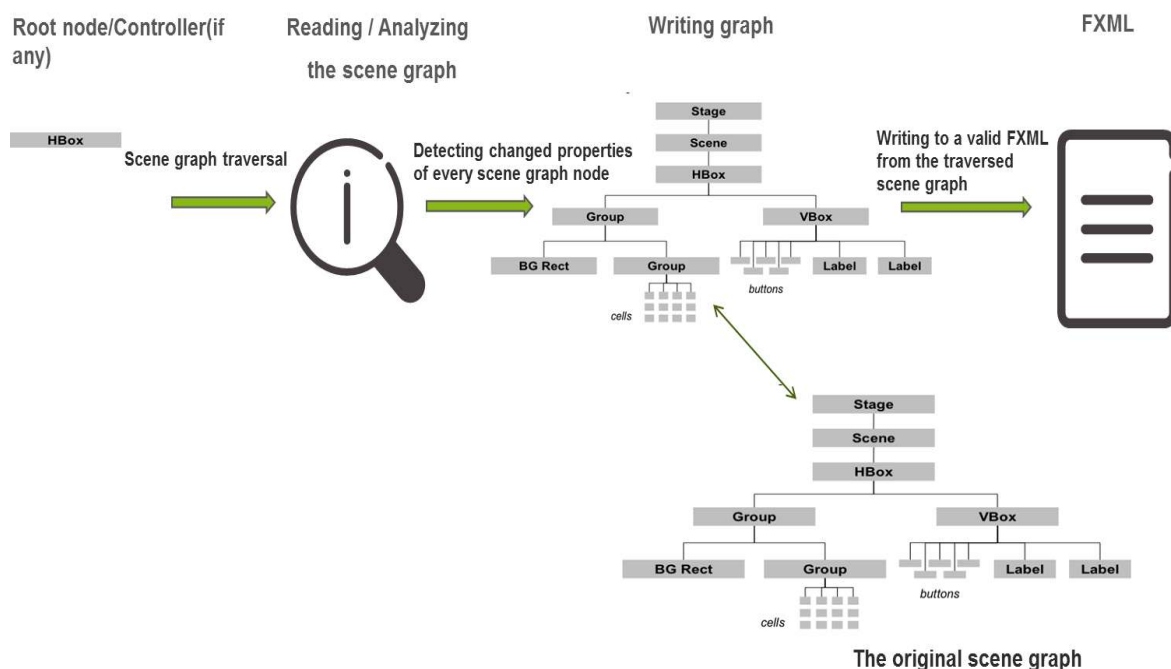 Root node/Controller(if
any)
Reading / Analyzing
the scene graph
Writing graph
FXML
HBox
Scene graph traversal
Detecting changed properties
of every scene graph node
Stage
Scene
HBox
Group
VBox
BG Rect
Group
Label
Label
buttons
cells
Writing to a valid FXML
from the traversed
scene graph
Stage
Scene
HBox
Group
VBox
BG Rect
Group
Label
Label
buttons
cells
The original scene graph